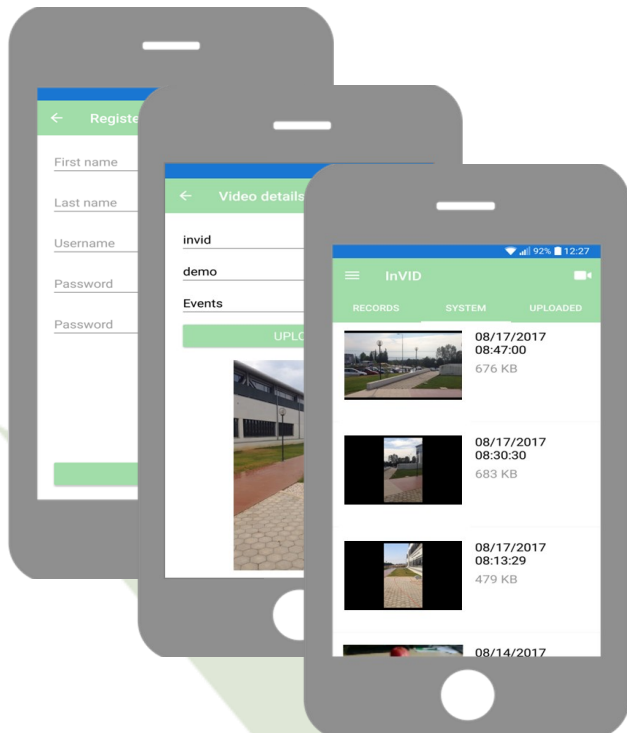 Registe
First name
Last name
Username
Password
Password
Video details
invid
demo
Events
UPLO
92% 12:27
InVID
RECORDS SYSTEM UPLOADED
08/17/2017
08:47:00
676 KB
08/17/2017
08:30:30
683 KB
08/17/2017
08:13:29
479 KB
08/14/2017